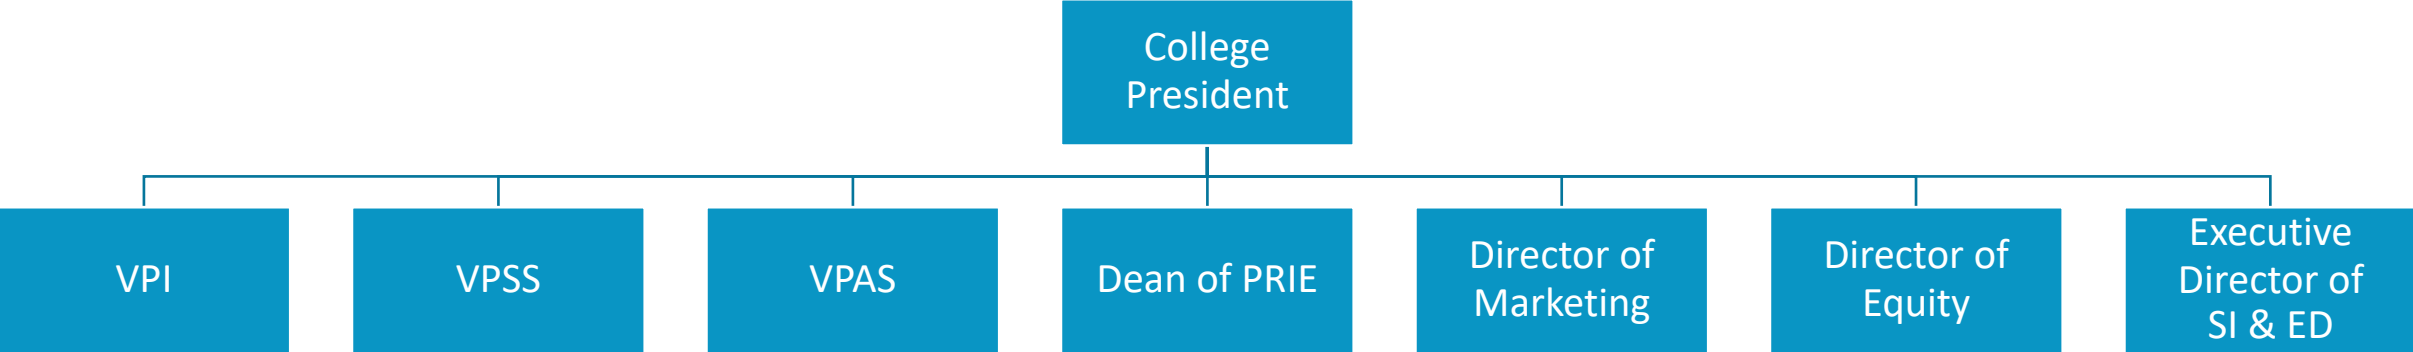 College
President
VPI
VPSS
VPAS
Dean of PRIE
Director of
Marketing
Director of
Equity
Executive
Director of
SI & ED